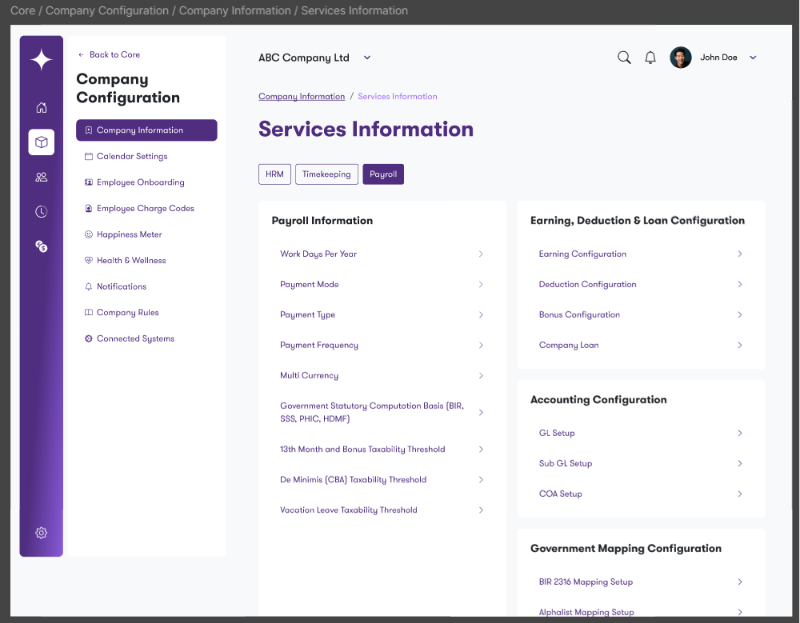 Core / Company Configuration / Company Information / Services Information
← Back to Core
Company
Configuration
Company Information
Calendar Settings
Employee Onboarding
Employee Charge Codes
Happiness Meter
Health & Wellness
Notifications
Company Rules
Connected Systems
ABC Company Ltd
John Doe
Company Information / Services Information
Services Information
HRM
Timekeeping
Payroll
Payroll Information
Work Days Per Year
Payment Mode
Payment Type
Payment Frequency
Multi Currency
Government Statutory Computation Basis (BIR,
SSS, PHIC, HDMF)
13th Month and Bonus Taxability Threshold
De Minimis (CBA) Taxability Threshold
Vacation Leave Taxability Threshold
Earning, Deduction & Loan Configuration
Earning Configuration
Deduction Configuration
Bonus Configuration
Company Loan
Accounting Configuration
GL Setup
Sub GL Setup
COA Setup
Government Mapping Configuration
BIR 2316 Mapping Setup
Alphalist Mapping Setup